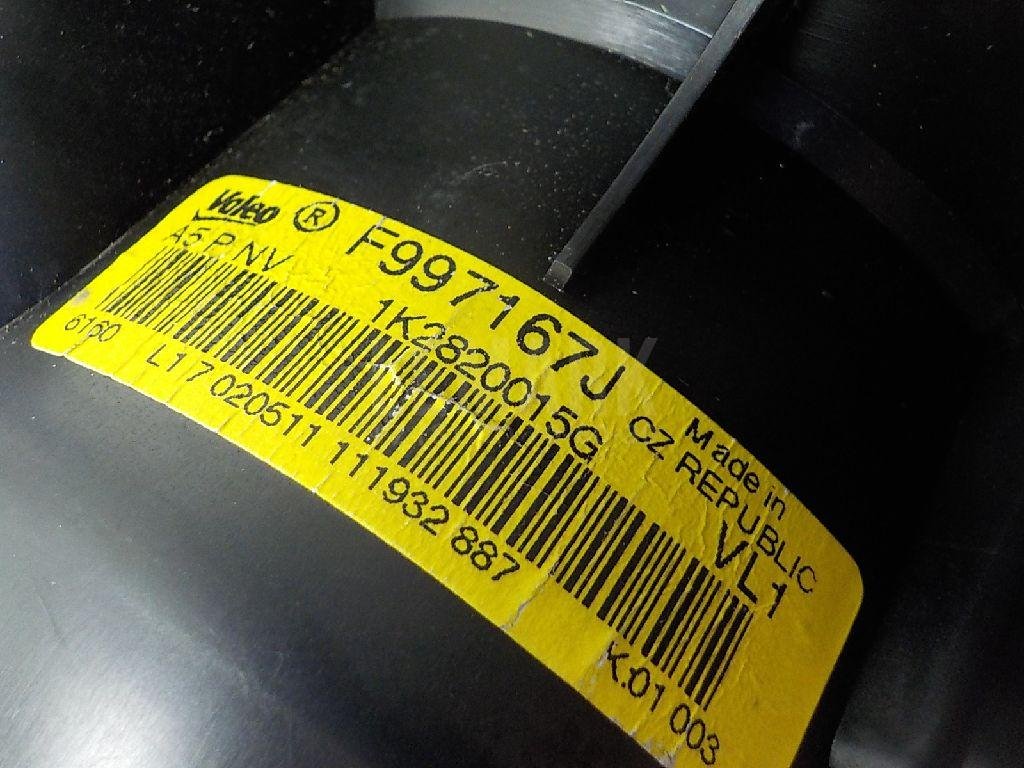 Valeo ® F997167J
Made in
A5 P NV 1K2820015G CZ REPUBLIC
VL1
6160 L1 7 020511 111932 887 K:01 003